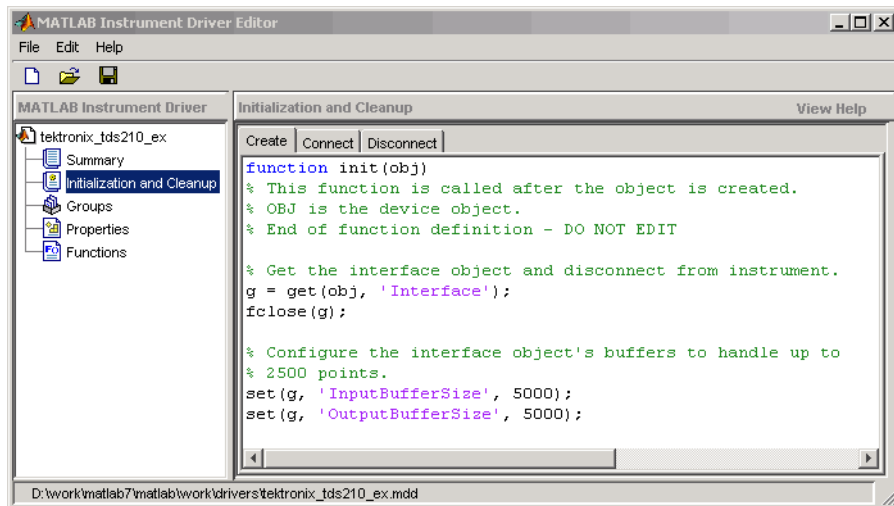 MATLAB Instrument Driver Editor
File Edit Help
MATLAB Instrument Driver
Initialization and Cleanup View Help
tektronix_tds210_ex
Summary
Initialization and Cleanup
Groups
Properties
Functions
Create Connect Disconnect
function init(obj)
% This function is called after the object is created.
% OBJ is the device object.
% End of function definition - DO NOT EDIT
% Get the interface object and disconnect from instrument.
g = get(obj, 'Interface');
fclose(g);
% Configure the interface object's buffers to handle up to
% 2500 points.
set(g, 'InputBufferSize', 5000);
set(g, 'OutputBufferSize', 5000);
D:\work\matlab7\matlab\work\drivers\tektronix_tds210_ex.mdd